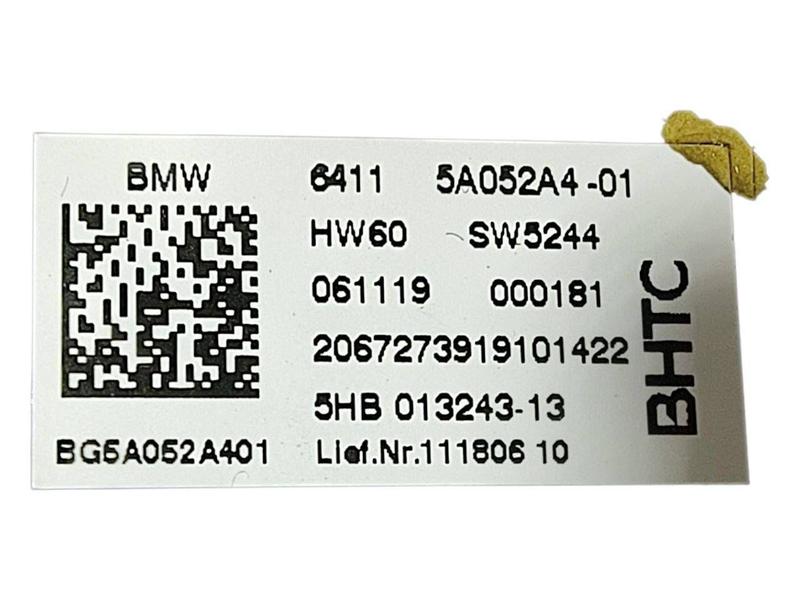 BMW 6411 5A052A4-01
HW60 SW5244
061119 000181
2067273919101422
5HB 013243-13
BG5A052A401 Lief.Nr.111806 10
BHTC